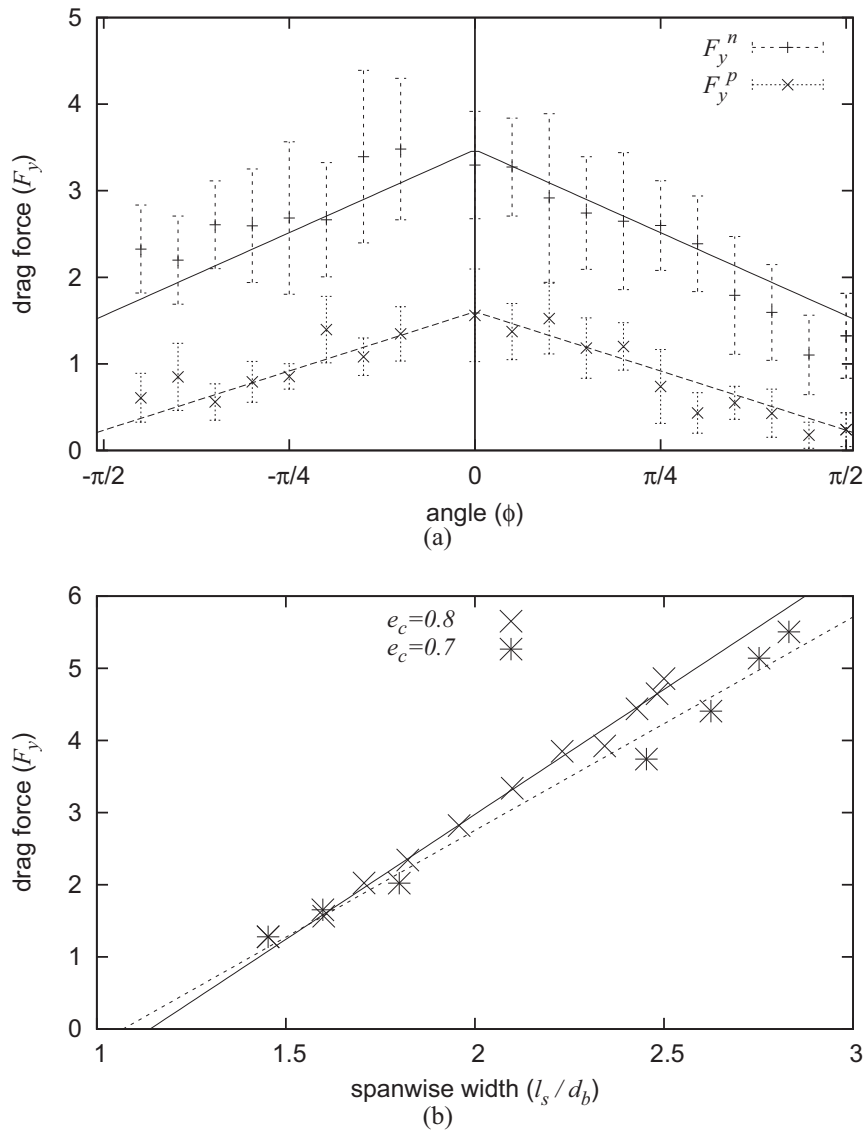 5
4
3
2
1
0
drag force (F_y)
F_y^n
F_y^p
-π/2 -π/4 0 π/4 π/2
angle (ϕ)
(a)
6
5
4
3
2
1
0
drag force (F_y)
e_c=0.8
e_c=0.7
1 1.5 2 2.5 3
spanwise width (l_s / d_b)
(b)